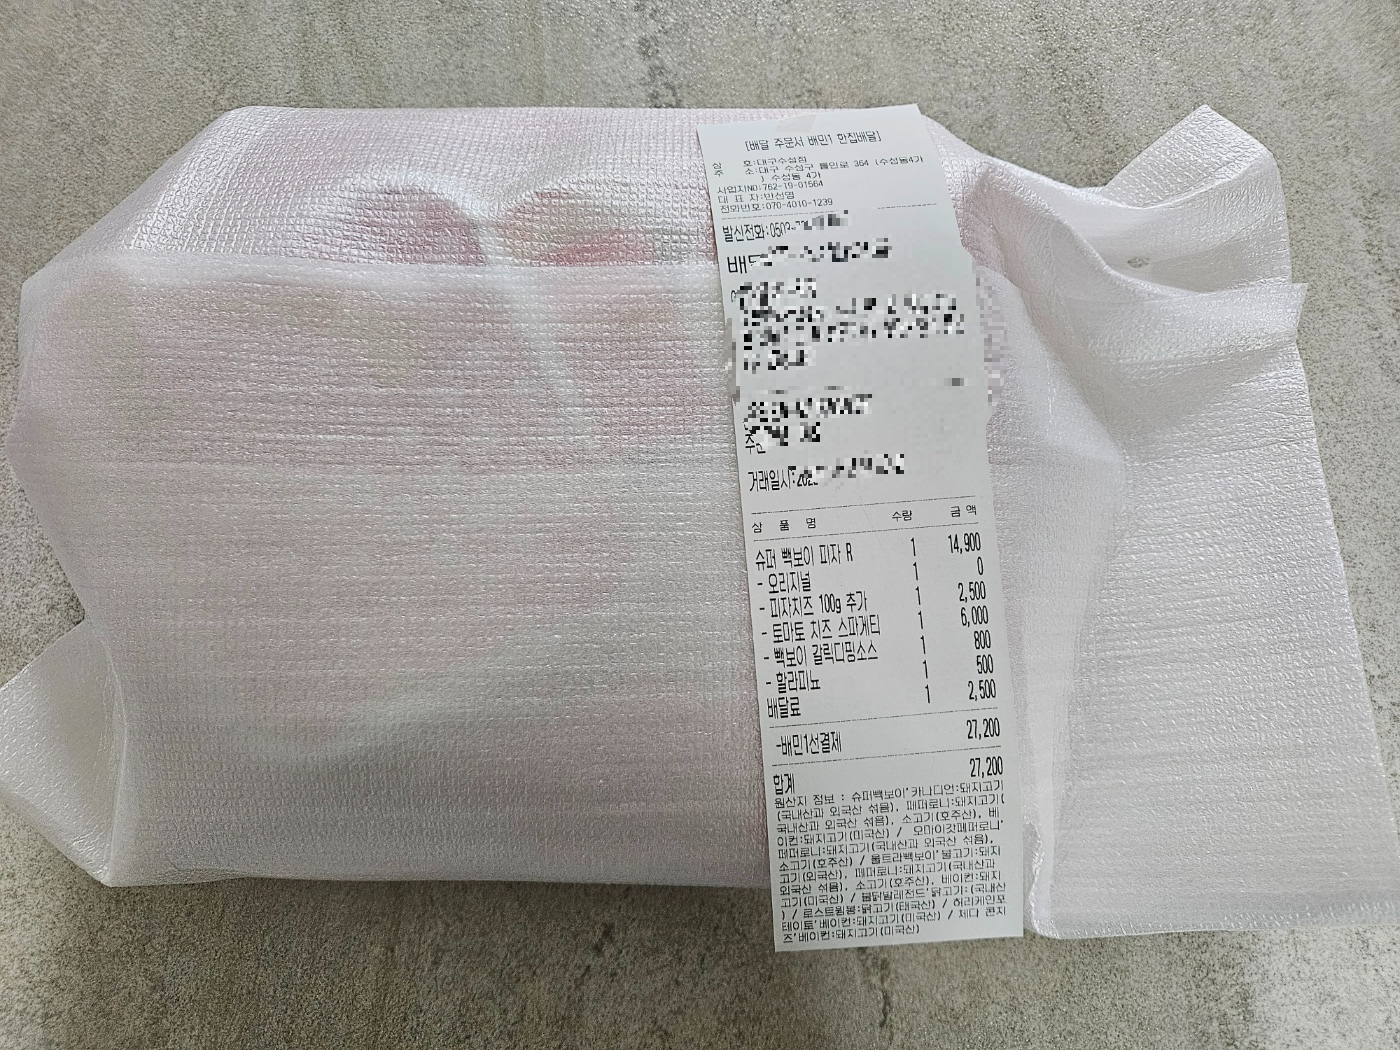 [배달 주문서 배민1 한집배달]
상 호:대구수성점
주 소:대구 수성구 들안로 364 (수성동4가
) 수성동 4가
사업자NO:762-19-01564
대 표 자:민선영
전화번호:070-4010-1239
발신전화:0503-
배달
거래일시:
상 품 명 수량 금 액
슈퍼 빽보이 피자 R 1 14,900
- 오리지널 1 0
- 피자치즈 100g 추가 1 2,500
- 토마토 치즈 스파게티 1 6,000
- 빽보이 갈릭디핑소스 1 800
- 할라피뇨 1 500
배달료 1 2,500
-배민1선결제 27,200
합계 27,200
원산지 정보 : 슈퍼빽보이'카나디언:돼지고기
(국내산과 외국산 섞음), 페퍼로니:돼지고기(
국내산과 외국산 섞음), 소고기(호주산), 베
이컨:돼지고기(미국산) / 오마이갓페퍼로니'
페퍼로니:돼지고기(국내산과 외국산 섞음),
소고기(호주산) / 울트라빽보이'불고기:돼지
고기(외국산), 페퍼로니:돼지고기(국내산과
외국산 섞음), 소고기(호주산), 베이컨:돼지
고기(미국산) / 불닭발레전드'닭고기:(국내산
) / 로스트윙봉:닭고기(태국산) / 허리케인포
테이토'베이컨:돼지고기(미국산) / 체다 콘치
즈'베이컨:돼지고기(미국산)